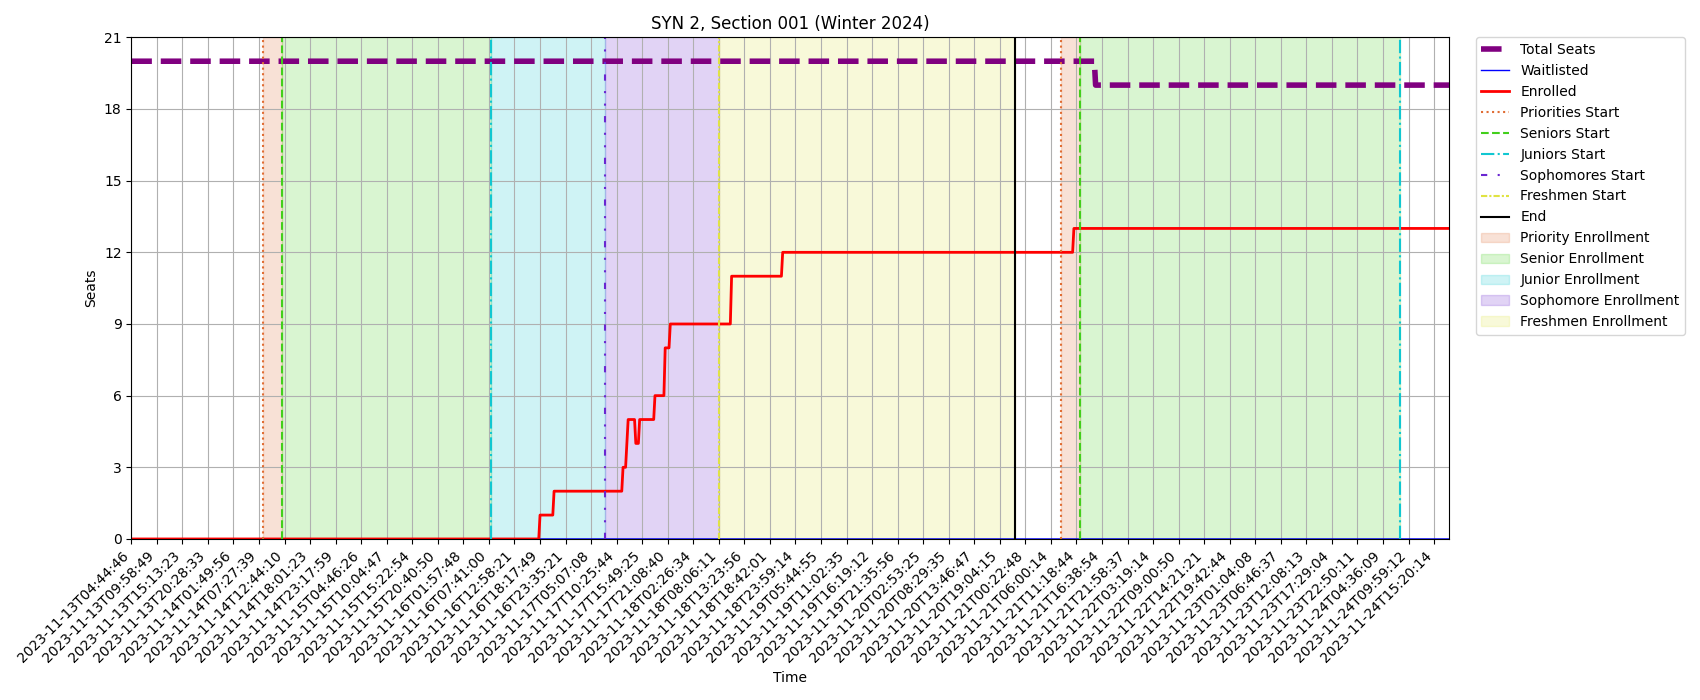 SYN 2, Section 001 (Winter 2024)
21
18
15
12
9
6
3
0
Seats
2023-11-13T04:44:46
2023-11-13T09:58:49
2023-11-13T15:13:23
2023-11-13T20:28:33
2023-11-14T01:49:56
2023-11-14T07:27:39
2023-11-14T12:44:10
2023-11-14T18:01:23
2023-11-14T23:17:59
2023-11-15T04:46:26
2023-11-15T10:04:47
2023-11-15T15:22:54
2023-11-15T20:40:50
2023-11-16T01:57:48
2023-11-16T07:41:00
2023-11-16T12:58:21
2023-11-16T18:17:49
2023-11-16T23:35:21
2023-11-17T05:07:08
2023-11-17T10:25:44
2023-11-17T15:49:25
2023-11-17T21:08:40
2023-11-18T02:26:34
2023-11-18T08:06:11
2023-11-18T13:23:56
2023-11-18T18:42:01
2023-11-18T23:59:14
2023-11-19T05:44:55
2023-11-19T11:02:35
2023-11-19T16:19:12
2023-11-19T21:35:56
2023-11-20T02:53:25
2023-11-20T08:29:35
2023-11-20T13:46:47
2023-11-20T19:04:15
2023-11-21T00:22:48
2023-11-21T06:00:14
2023-11-21T11:18:44
2023-11-21T16:38:54
2023-11-21T21:58:37
2023-11-22T03:19:14
2023-11-22T09:00:50
2023-11-22T14:21:21
2023-11-22T19:42:44
2023-11-23T01:04:08
2023-11-23T06:46:37
2023-11-23T12:08:13
2023-11-23T17:29:04
2023-11-23T22:50:11
2023-11-24T04:36:09
2023-11-24T09:59:12
2023-11-24T15:20:14
Time
Total Seats
Waitlisted
Enrolled
Priorities Start
Seniors Start
Juniors Start
Sophomores Start
Freshmen Start
End
Priority Enrollment
Senior Enrollment
Junior Enrollment
Sophomore Enrollment
Freshmen Enrollment